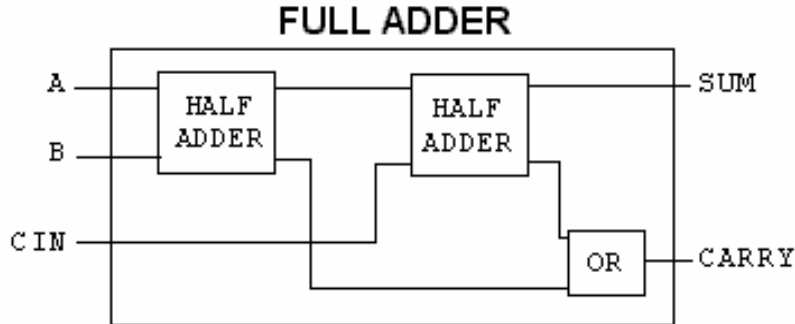 FULL ADDER
A
HALF
ADDER
HALF
ADDER
SUM
B
CIN
OR
CARRY